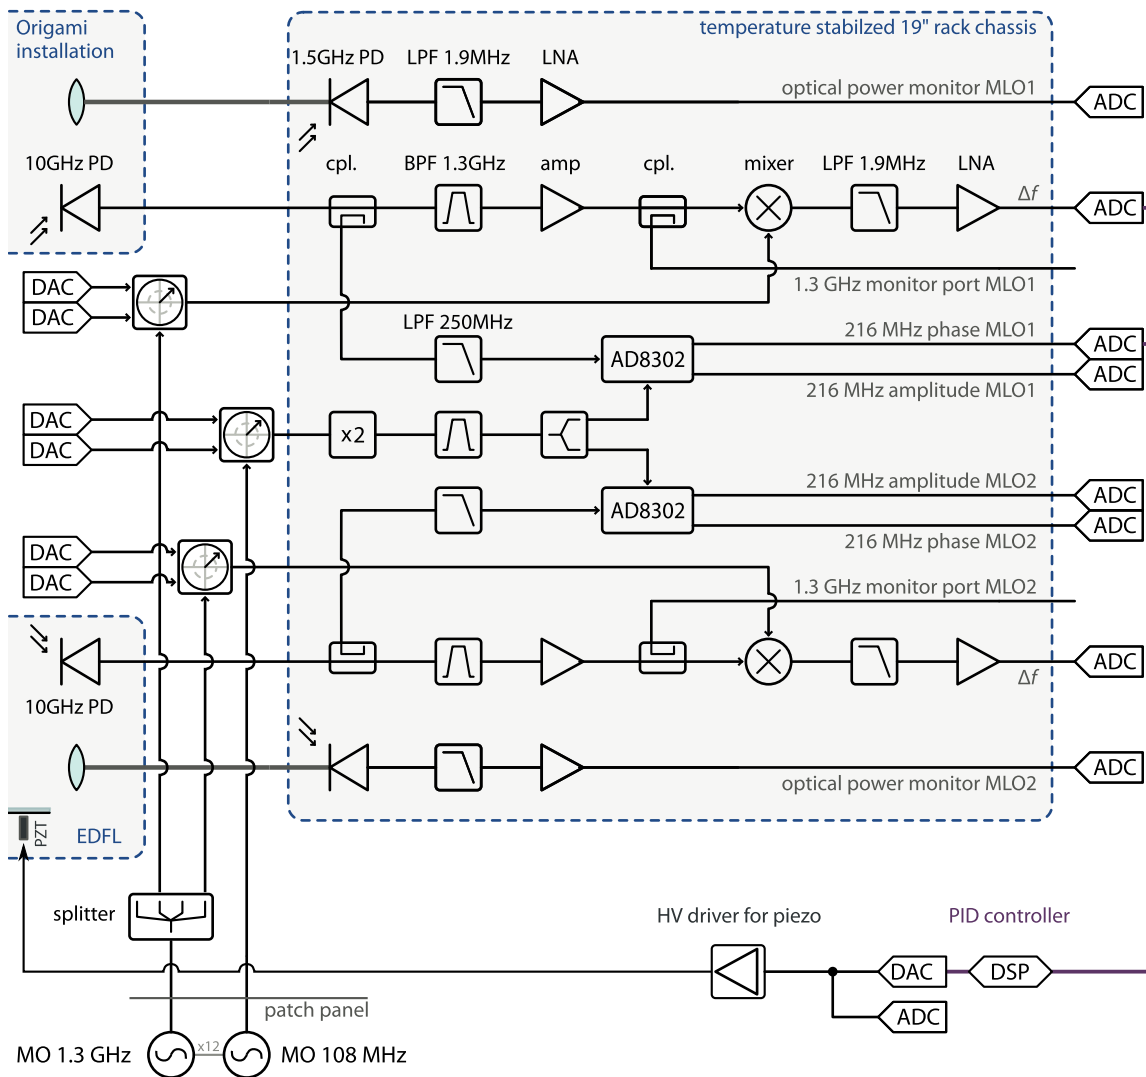 Origami
installation
temperature stabilzed 19" rack chassis
1.5GHz PD
LPF 1.9MHz
LNA
optical power monitor MLO1
ADC
10GHz PD
cpl.
BPF 1.3GHz
amp
cpl.
mixer
LPF 1.9MHz
LNA
Δf
ADC
DAC
DAC
1.3 GHz monitor port MLO1
LPF 250MHz
216 MHz phase MLO1
AD8302
ADC
ADC
216 MHz amplitude MLO1
DAC
DAC
x2
216 MHz amplitude MLO2
AD8302
ADC
ADC
216 MHz phase MLO2
DAC
DAC
1.3 GHz monitor port MLO2
ADC
Δf
10GHz PD
ADC
optical power monitor MLO2
PZT
EDFL
splitter
HV driver for piezo
PID controller
DAC
DSP
patch panel
ADC
MO 1.3 GHz
x12
MO 108 MHz